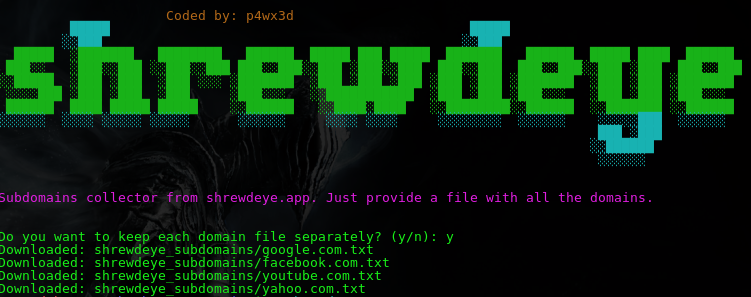 Coded by: p4wx3d
shrewdeye
Subdomains collector from shrewdeye.app. Just provide a file with all the domains.
Do you want to keep each domain file separately? (y/n): y
Downloaded: shrewdeye_subdomains/google.com.txt
Downloaded: shrewdeye_subdomains/facebook.com.txt
Downloaded: shrewdeye_subdomains/youtube.com.txt
Downloaded: shrewdeye_subdomains/yahoo.com.txt